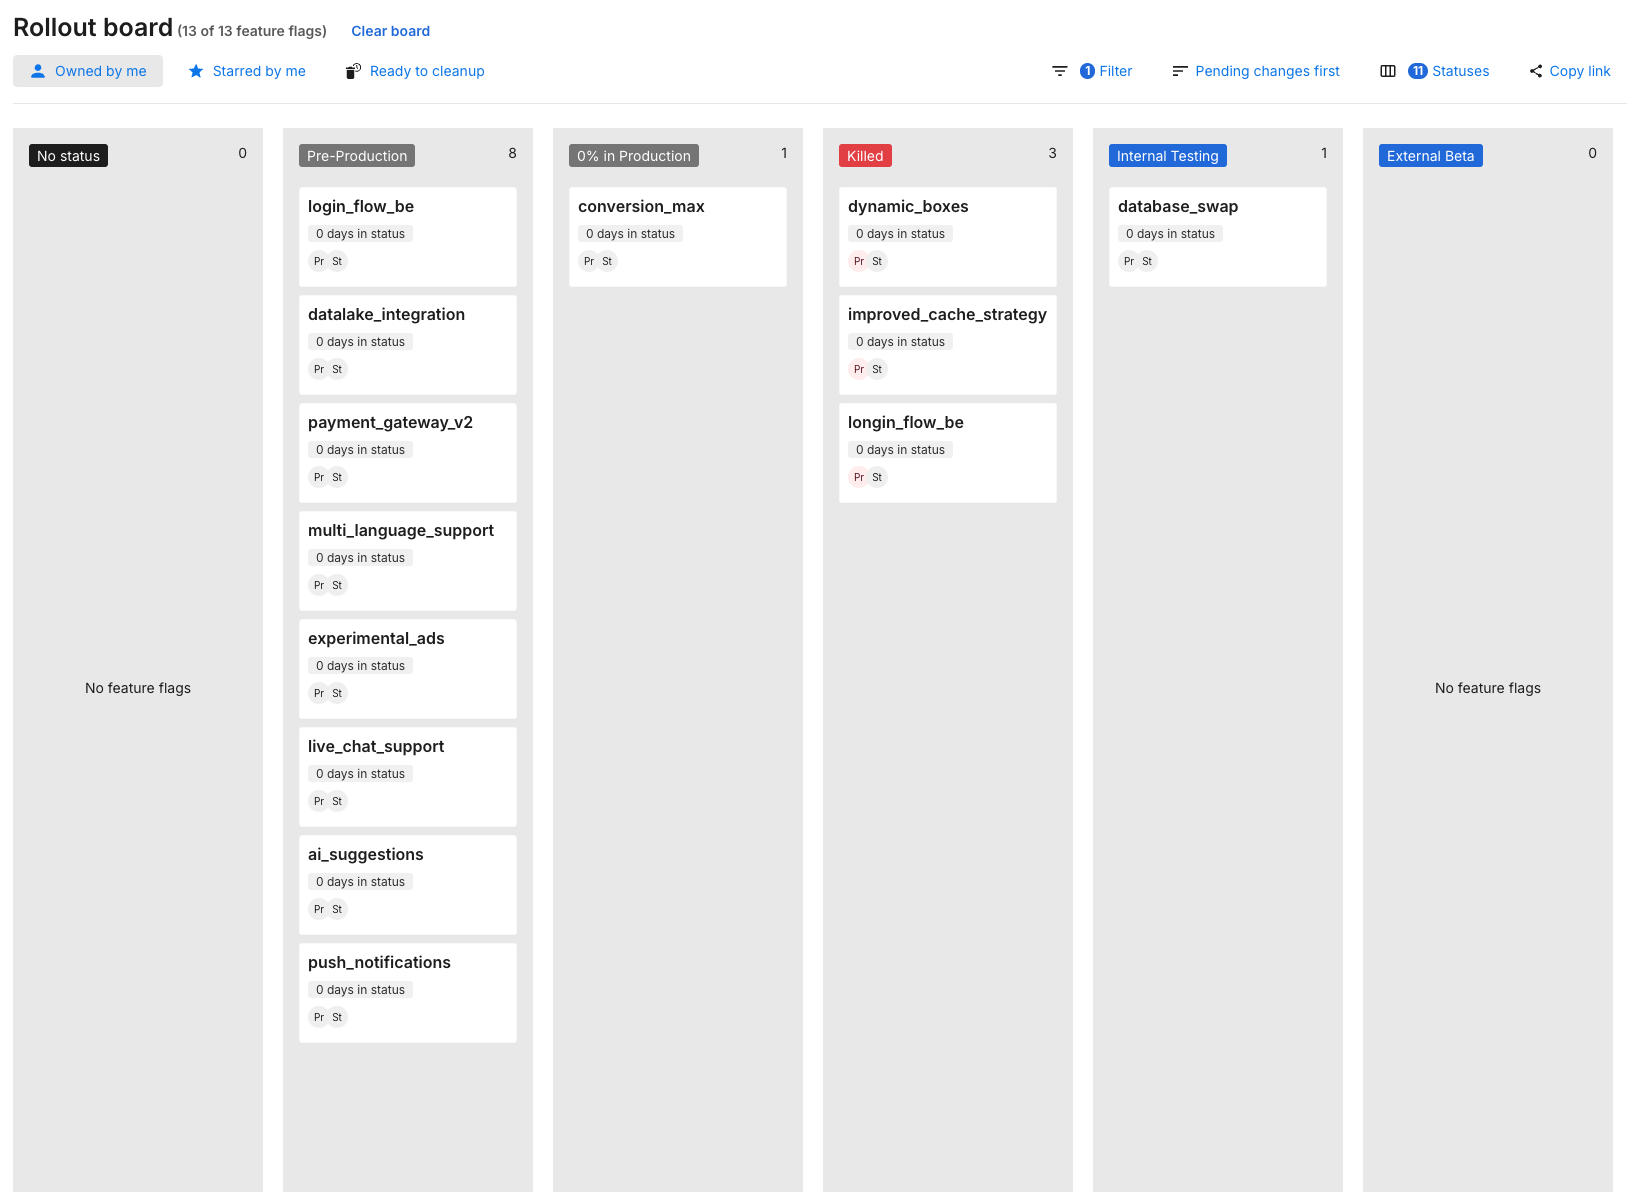 Rollout board (13 of 13 feature flags) Clear board
Owned by me Starred by me Ready to cleanup 1 Filter Pending changes first 11 Statuses Copy link
No status 0
No feature flags
Pre-Production 8
login_flow_be
0 days in status
Pr St
datalake_integration
0 days in status
Pr St
payment_gateway_v2
0 days in status
Pr St
multi_language_support
0 days in status
Pr St
experimental_ads
0 days in status
Pr St
live_chat_support
0 days in status
Pr St
ai_suggestions
0 days in status
Pr St
push_notifications
0 days in status
Pr St
0% in Production 1
conversion_max
0 days in status
Pr St
Killed 3
dynamic_boxes
0 days in status
Pr St
improved_cache_strategy
0 days in status
Pr St
longin_flow_be
0 days in status
Pr St
Internal Testing 1
database_swap
0 days in status
Pr St
External Beta 0
No feature flags